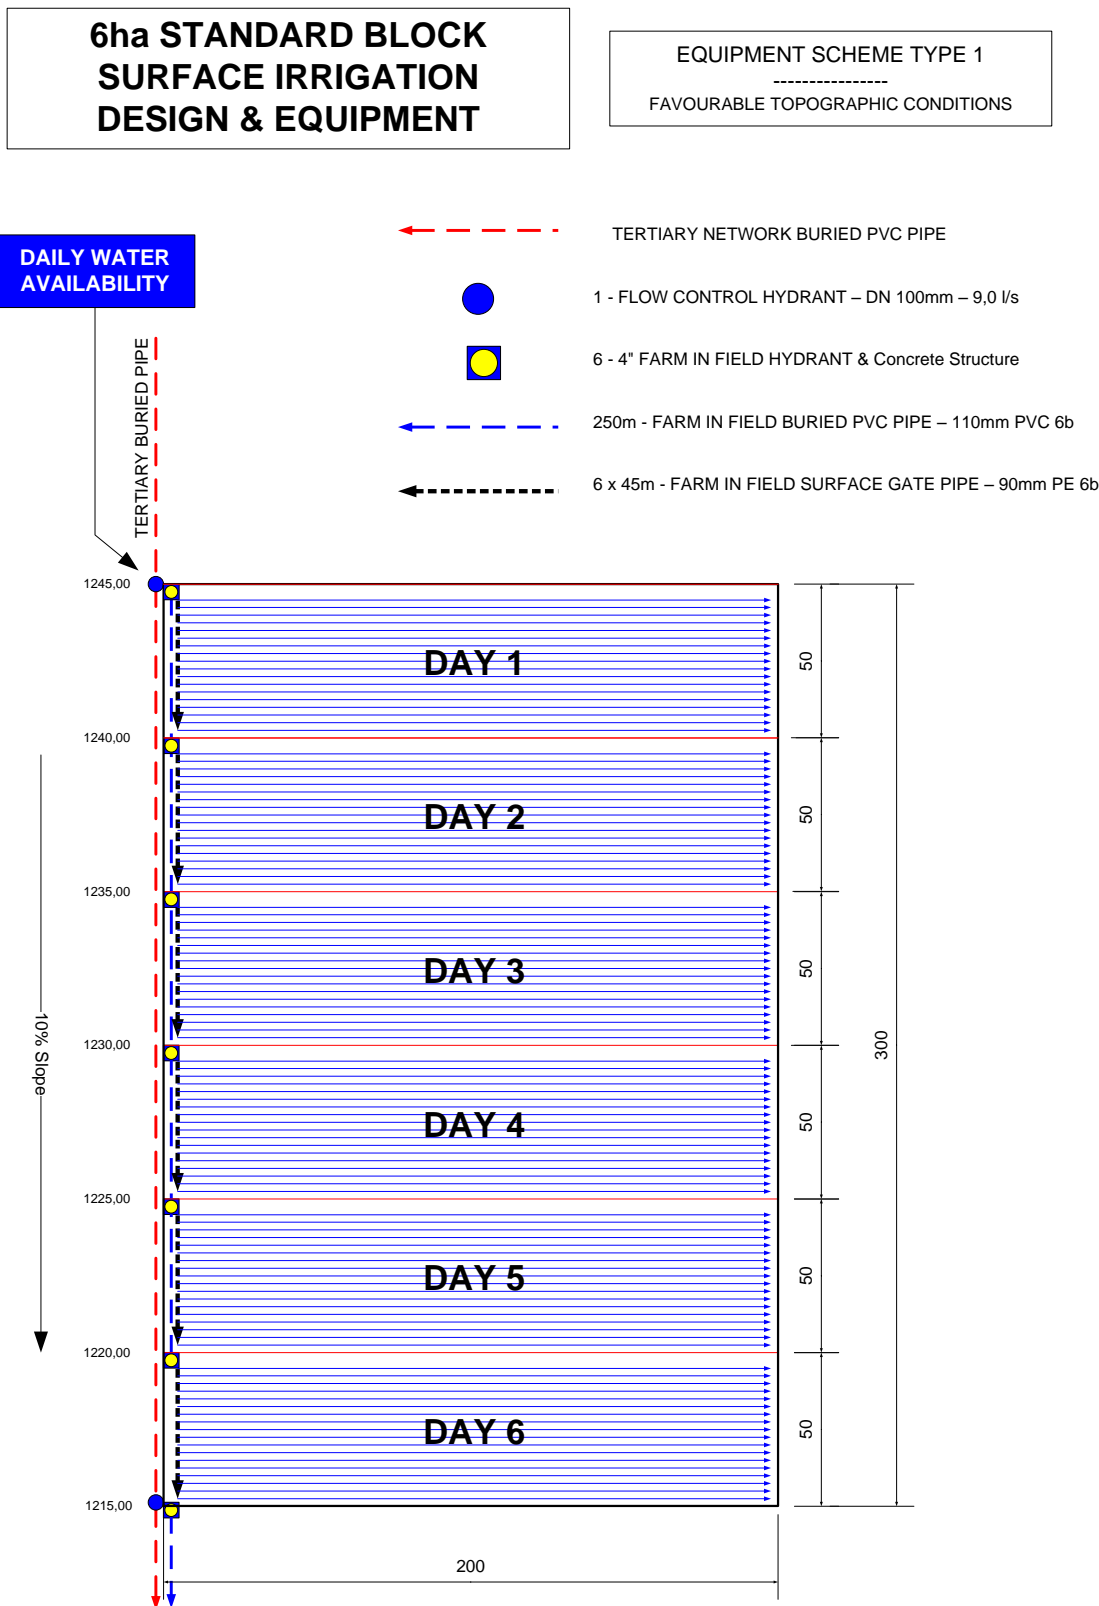 6ha STANDARD BLOCK
SURFACE IRRIGATION
DESIGN & EQUIPMENT
EQUIPMENT SCHEME TYPE 1
----------------
FAVOURABLE TOPOGRAPHIC CONDITIONS
DAILY WATER
AVAILABILITY
TERTIARY NETWORK BURIED PVC PIPE
1 - FLOW CONTROL HYDRANT – DN 100mm – 9,0 l/s
6 - 4" FARM IN FIELD HYDRANT & Concrete Structure
250m - FARM IN FIELD BURIED PVC PIPE – 110mm PVC 6b
6 x 45m - FARM IN FIELD SURFACE GATE PIPE – 90mm PE 6b
TERTIARY BURIED PIPE
1245,00
DAY 1
50
1240,00
DAY 2
50
1235,00
DAY 3
50
1230,00
10% Slope
300
DAY 4
50
1225,00
DAY 5
50
1220,00
DAY 6
50
1215,00
200